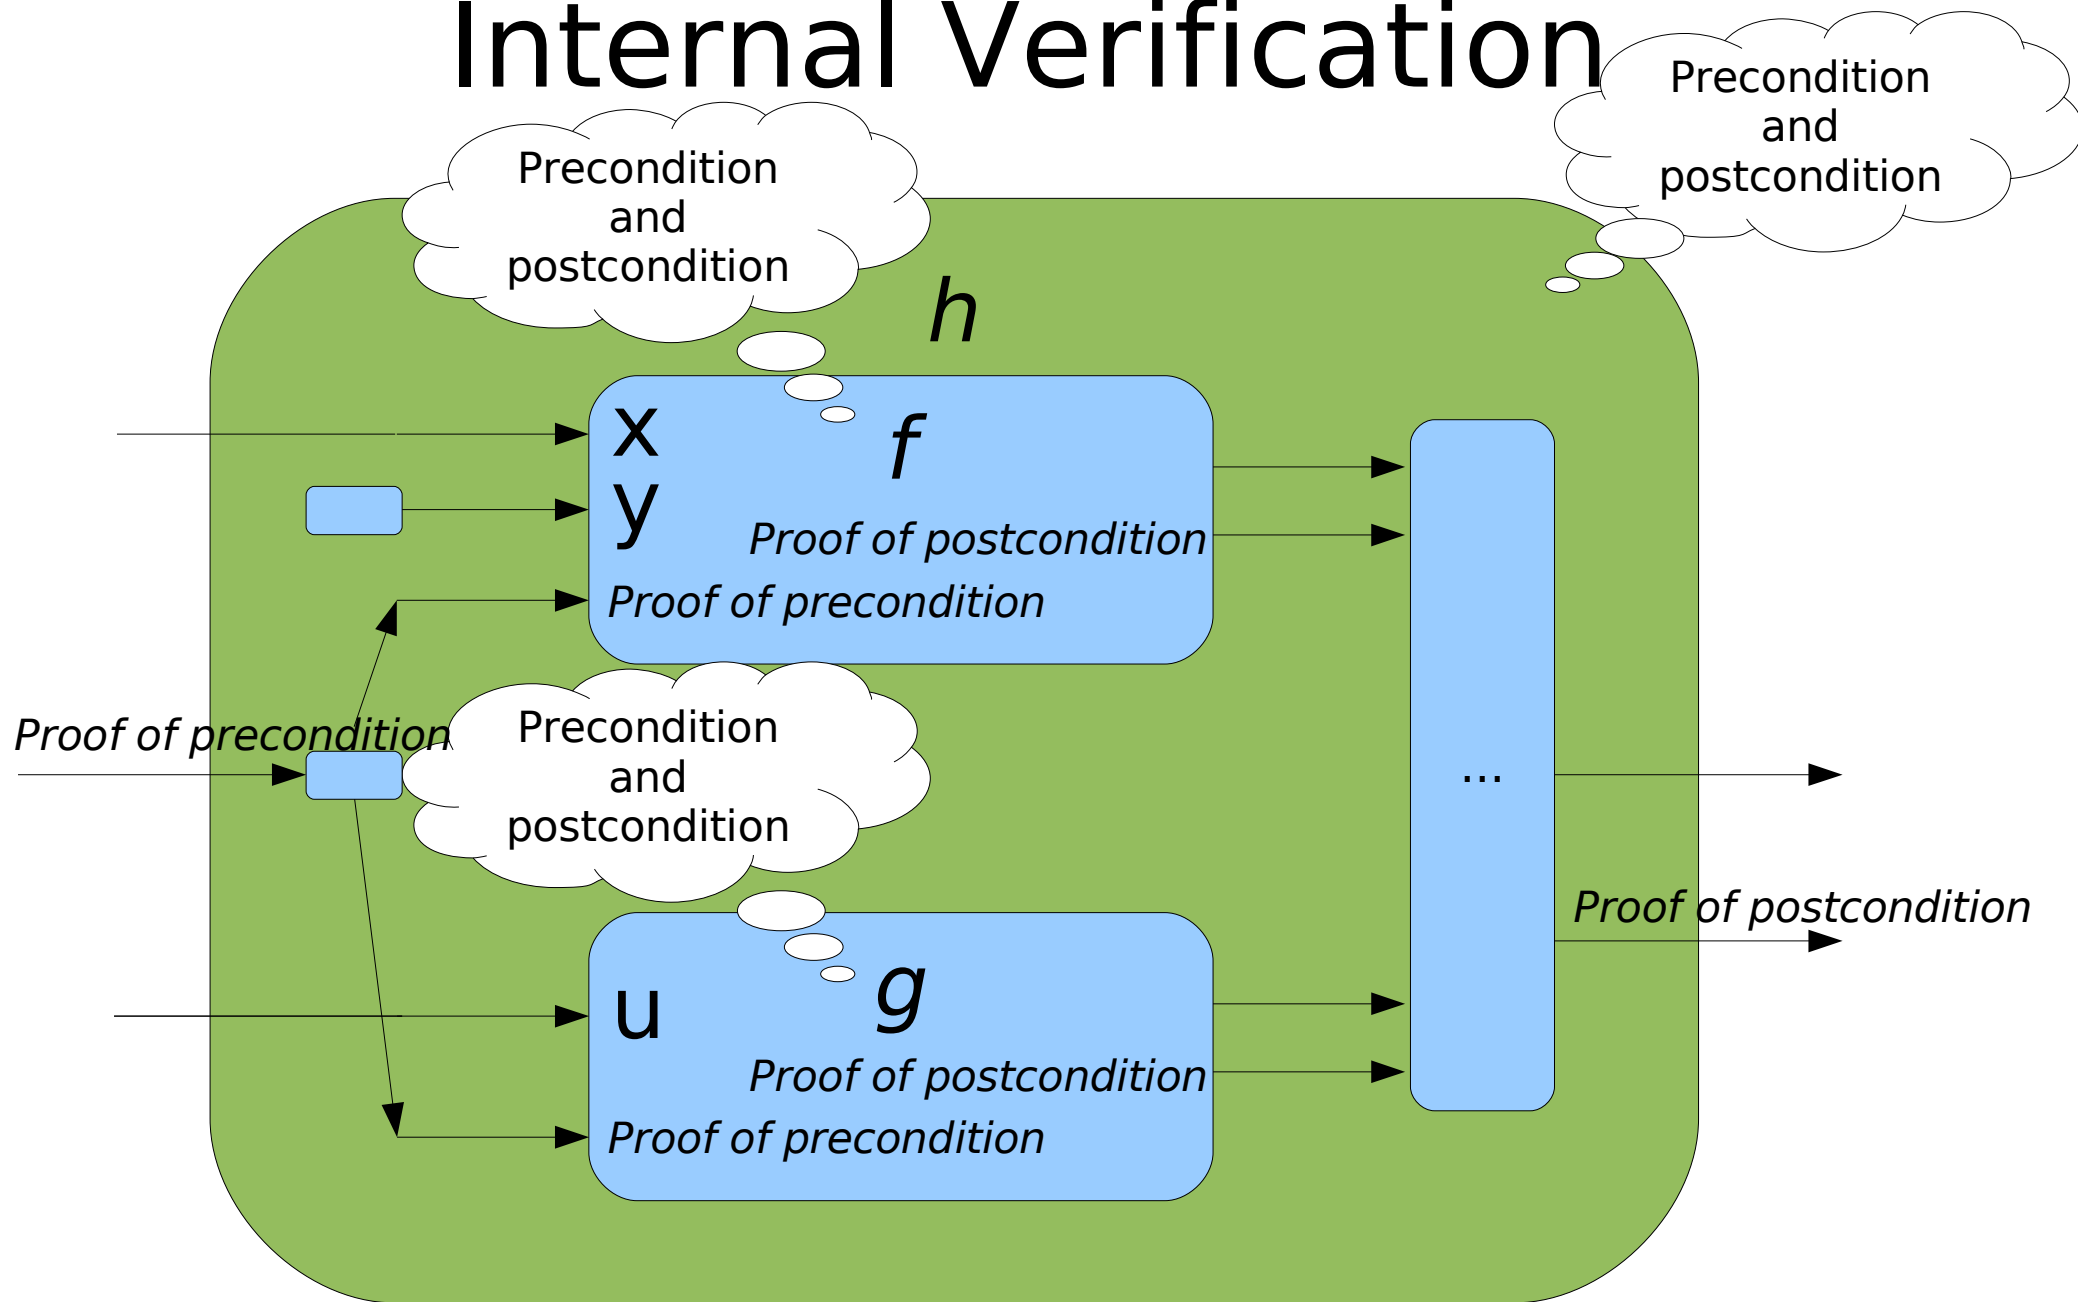 Internal Verification
Precondition
and
postcondition
Precondition
and
postcondition
h
x
f
y
Proof of postcondition
Proof of precondition
Proof of precondition
Precondition
and
postcondition
...
Proof of postcondition
g
u
Proof of postcondition
Proof of precondition